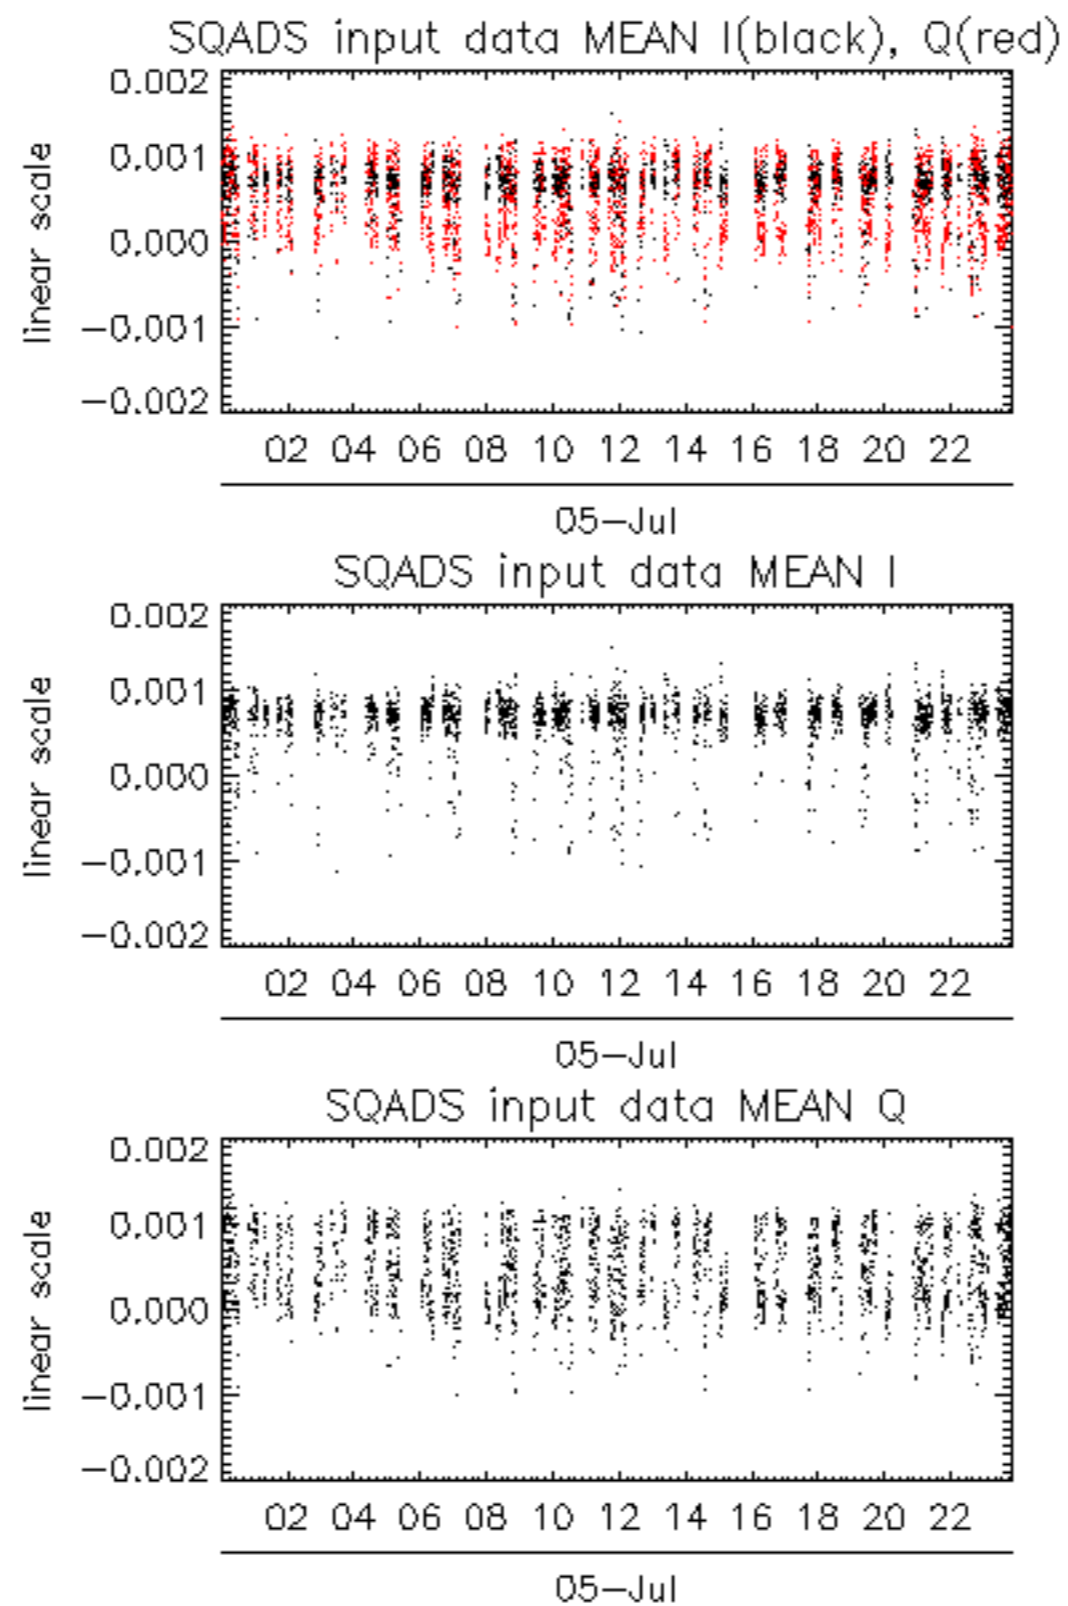 SQADS input data MEAN I(black), Q(red)
0.002
0.001
0.000
−0.001
−0.002
linear scale
02 04 06 08 10 12 14 16 18 20 22
05−Jul
SQADS input data MEAN I
0.002
0.001
0.000
−0.001
−0.002
linear scale
02 04 06 08 10 12 14 16 18 20 22
05−Jul
SQADS input data MEAN Q
0.002
0.001
0.000
−0.001
−0.002
linear scale
02 04 06 08 10 12 14 16 18 20 22
05−Jul